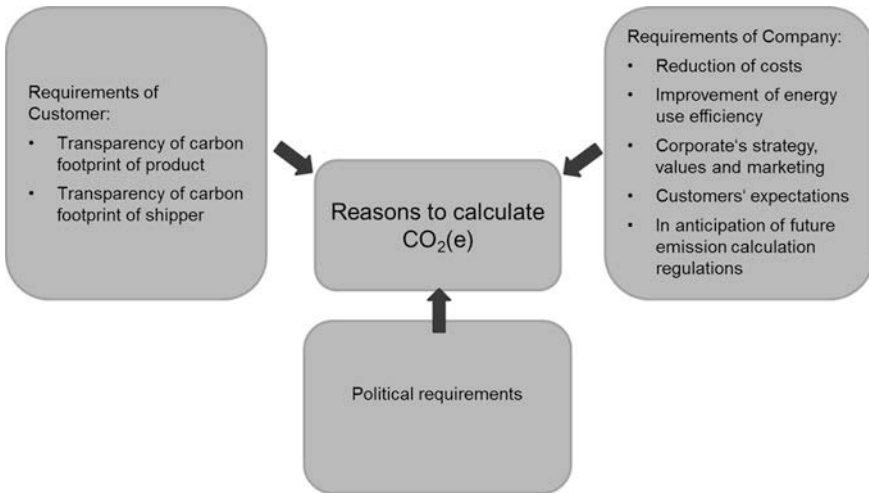 Requirements of
Customer:
• Transparency of carbon
footprint of product
• Transparency of carbon
footprint of shipper
Requirements of Company:
• Reduction of costs
• Improvement of energy
use efficiency
• Corporate‘s strategy,
values and marketing
• Customers‘ expectations
• In anticipation of future
emission calculation
regulations
Reasons to calculate
CO₂(e)
Political requirements